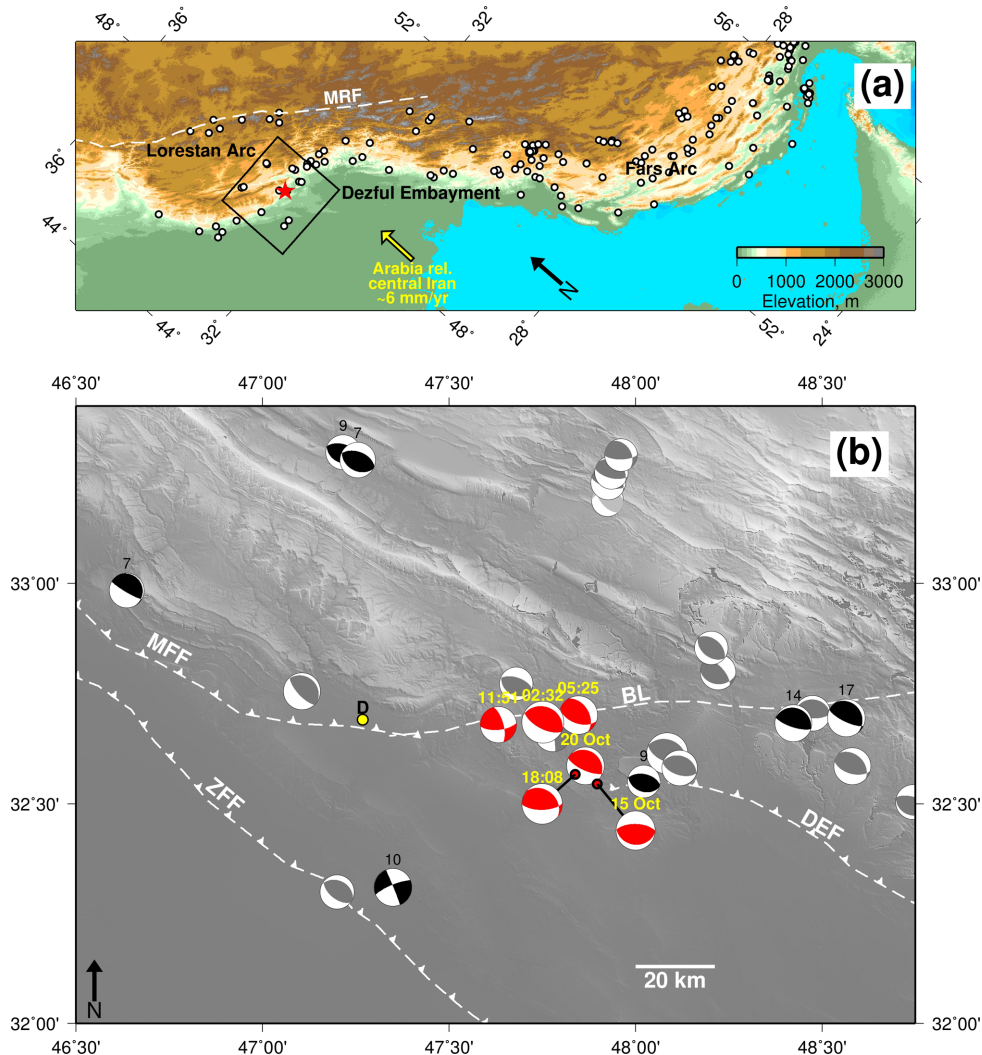 48° 36° 52° 32° 56° 28°
(a)
MRF
Lorestan Arc
36°
Fars Arc
Dezful Embayment
44°
Arabia rel.
central Iran
~6 mm/yr
N
0 1000 2000 3000
Elevation, m
44° 32° 48° 28° 52° 24°
46°30' 47°00' 47°30' 48°00' 48°30'
(b)
9 7
7
33°00' 33°00'
MFF
BL
05:25
11:51 02:32
14 17
D
20 Oct
9
18:08
15 Oct
ZFF
DEF
32°30' 32°30'
10
20 km
N
32°00' 32°00'
46°30' 47°00' 47°30' 48°00' 48°30'